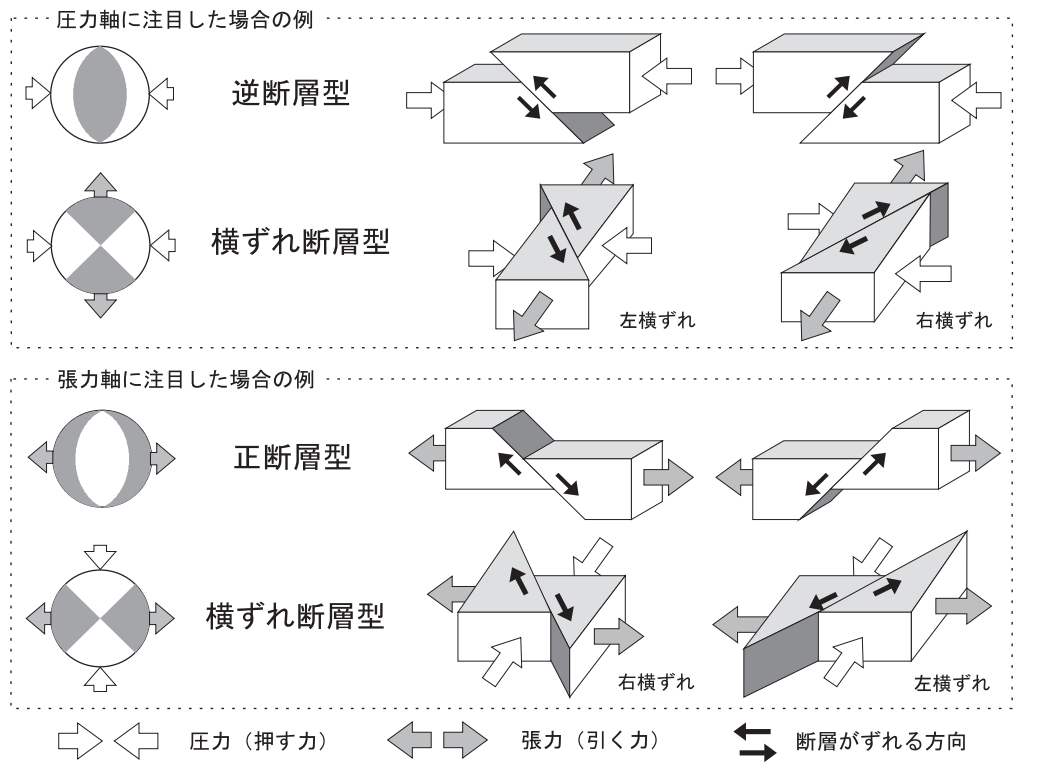 圧力軸に注目した場合の例
逆断層型
横ずれ断層型
左横ずれ
右横ずれ
張力軸に注目した場合の例
正断層型
横ずれ断層型
右横ずれ
左横ずれ
圧力（押す力）
張力（引く力）
断層がずれる方向